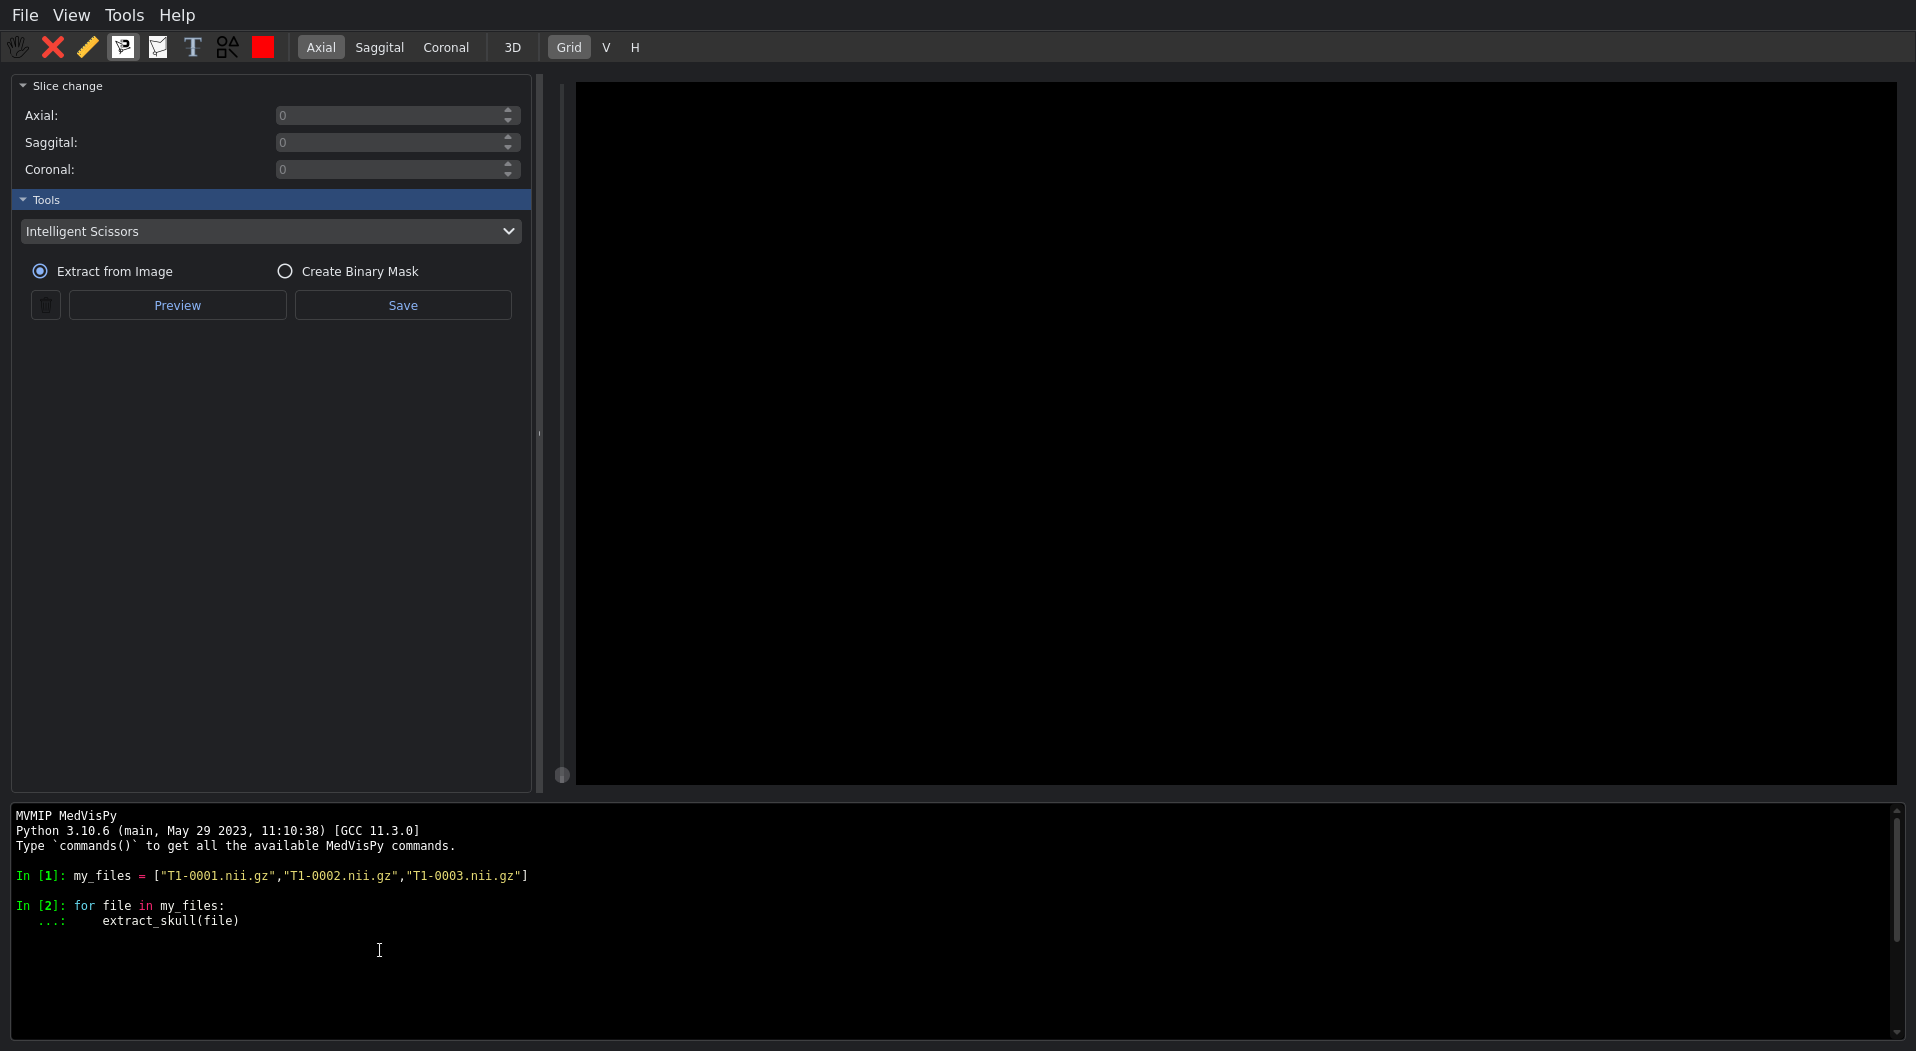 File View Tools Help
T Axial Saggital Coronal 3D Grid V H
Slice change
Axial: 0
Saggital: 0
Coronal: 0
Tools
Intelligent Scissors
Extract from Image Create Binary Mask
Preview Save
MVMIP MedVisPy
Python 3.10.6 (main, May 29 2023, 11:10:38) [GCC 11.3.0]
Type `commands()` to get all the available MedVisPy commands.
In [1]: my_files = ["T1-0001.nii.gz","T1-0002.nii.gz","T1-0003.nii.gz"]
In [2]: for file in my_files:
...: extract_skull(file)